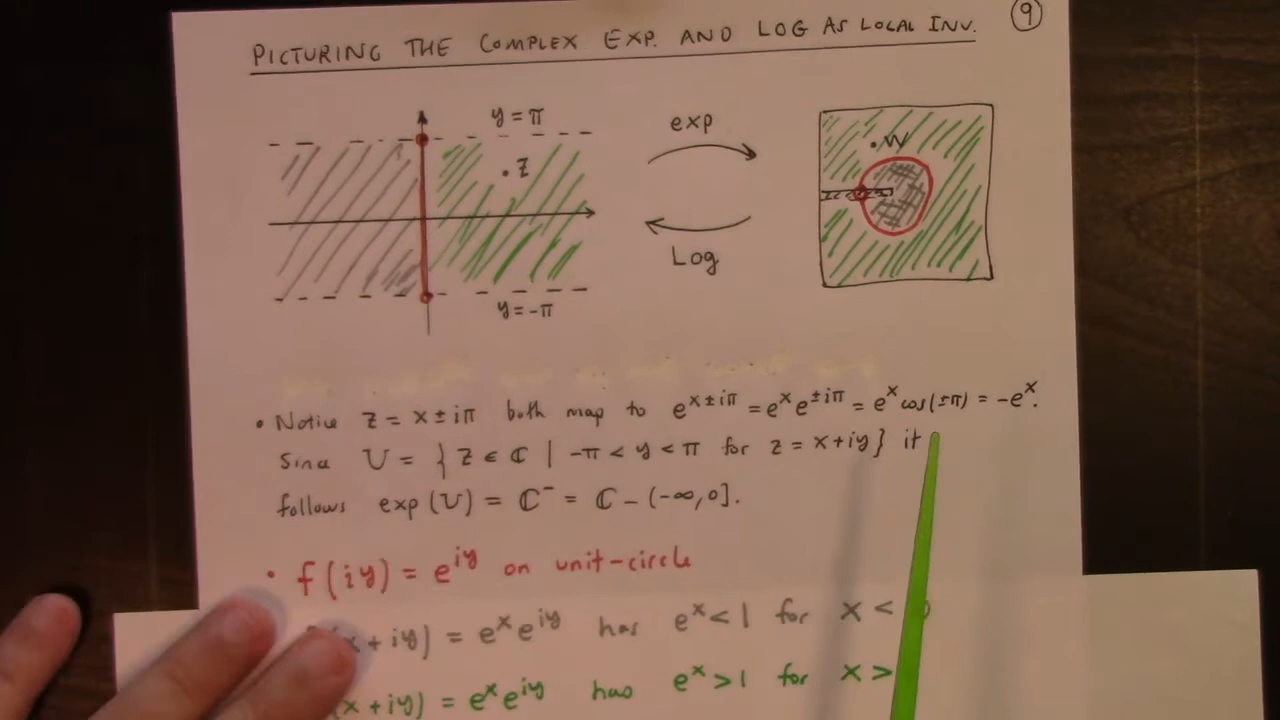 9
PICTURING THE COMPLEX EXP. AND LOG AS LOCAL INV.
y = π
z
y = -π
exp
Log
w
• Notice z = x ± iπ both map to e^{x±iπ} = e^x e^{±iπ} = e^x cos(±π) = -e^x.
Since U = { z ∈ ℂ | -π < y < π for z = x+iy } it
follows exp(U) = ℂ⁻ = ℂ - (-∞,0].
• f(iy) = e^{iy} on unit-circle
(x + iy) = e^x e^{iy} has e^x < 1 for x <
(x + iy) = e^x e^{iy} has e^x > 1 for x >